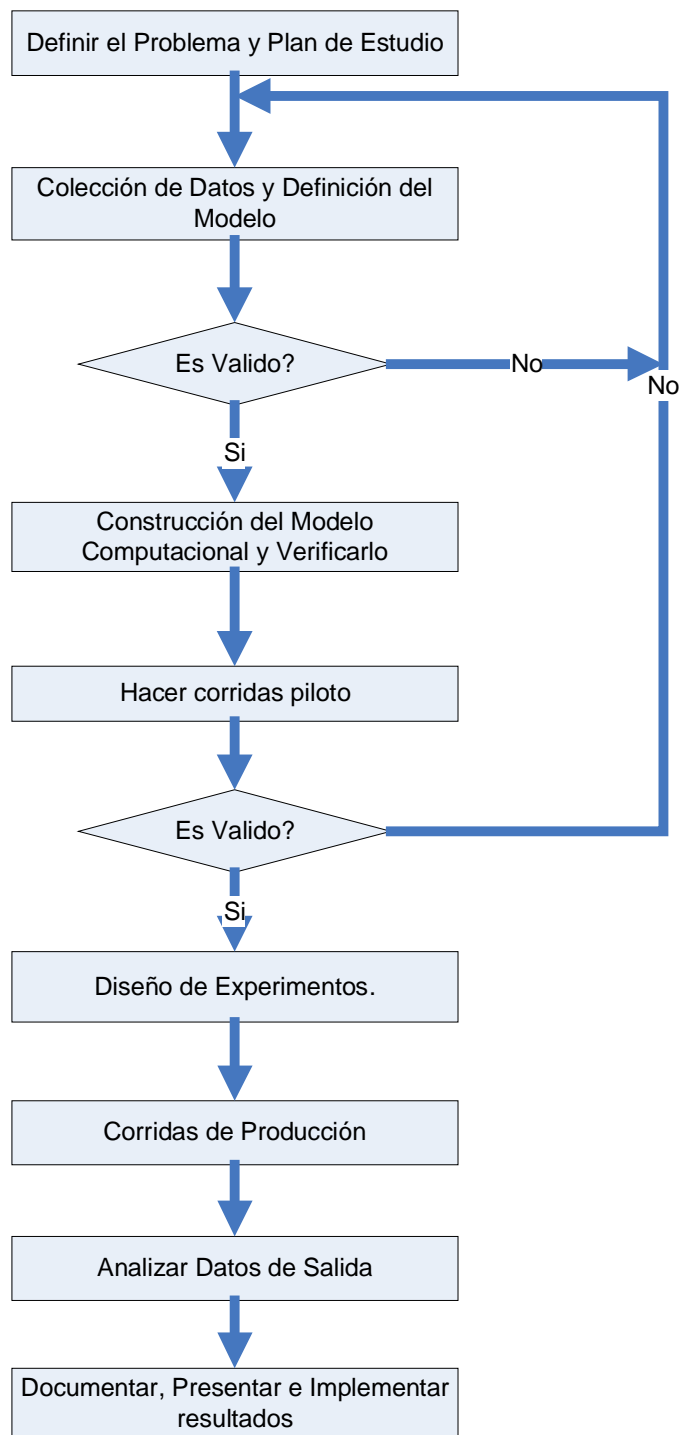 Definir el Problema y Plan de Estudio
Colección de Datos y Definición del
Modelo
Es Valido?
No
No
Si
Construcción del Modelo
Computacional y Verificarlo
Hacer corridas piloto
Es Valido?
Si
Diseño de Experimentos.
Corridas de Producción
Analizar Datos de Salida
Documentar, Presentar e Implementar
resultados